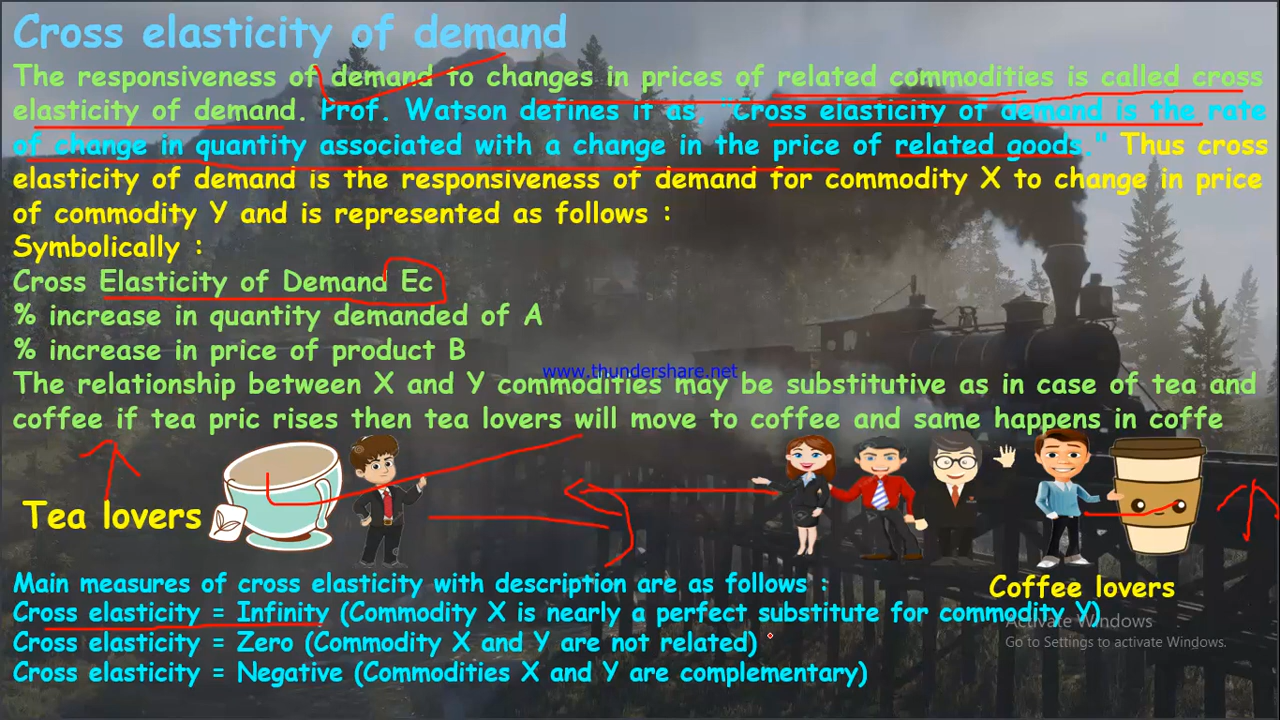 Cross elasticity of demand
The responsiveness of demand to changes in prices of related commodities is called cross
elasticity of demand. Prof. Watson defines it as, "Cross elasticity of demand is the rate
of change in quantity associated with a change in the price of related goods." Thus cross
elasticity of demand is the responsiveness of demand for commodity X to change in price
of commodity Y and is represented as follows :
Symbolically :
Cross Elasticity of Demand Ec
% increase in quantity demanded of A
% increase in price of product B
www.thundershare.net
The relationship between X and Y commodities may be substitutive as in case of tea and
coffee if tea pric rises then tea lovers will move to coffee and same happens in coffe
Tea lovers
Coffee lovers
Main measures of cross elasticity with description are as follows :
Cross elasticity = Infinity (Commodity X is nearly a perfect substitute for commodity Y)
Cross elasticity = Zero (Commodity X and Y are not related)
Cross elasticity = Negative (Commodities X and Y are complementary)
Activate Windows
Go to Settings to activate Windows.